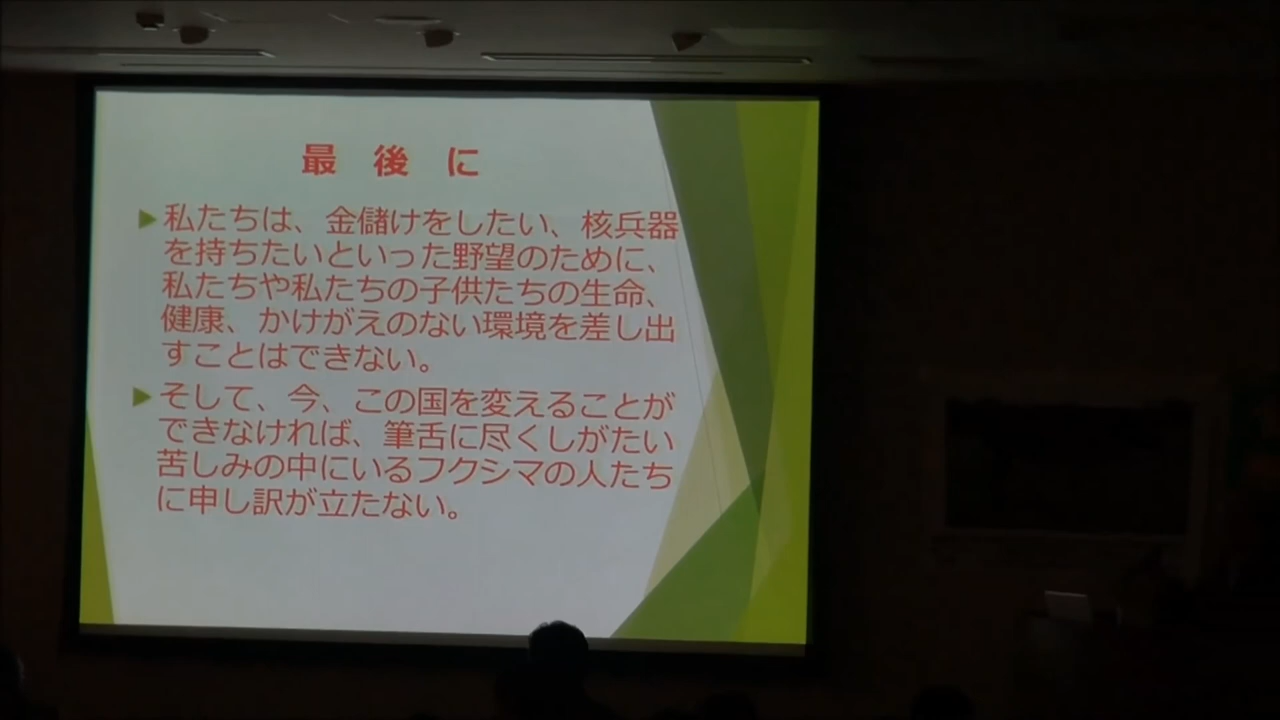 最後に
私たちは、金儲けをしたい、核兵器
を持ちたいといった野望のために、
私たちや私たちの子供たちの生命、
健康、かけがえのない環境を差し出
すことはできない。
そして、今、この国を変えることが
できなければ、筆舌に尽くしがたい
苦しみの中にいるフクシマの人たち
に申し訳が立たない。